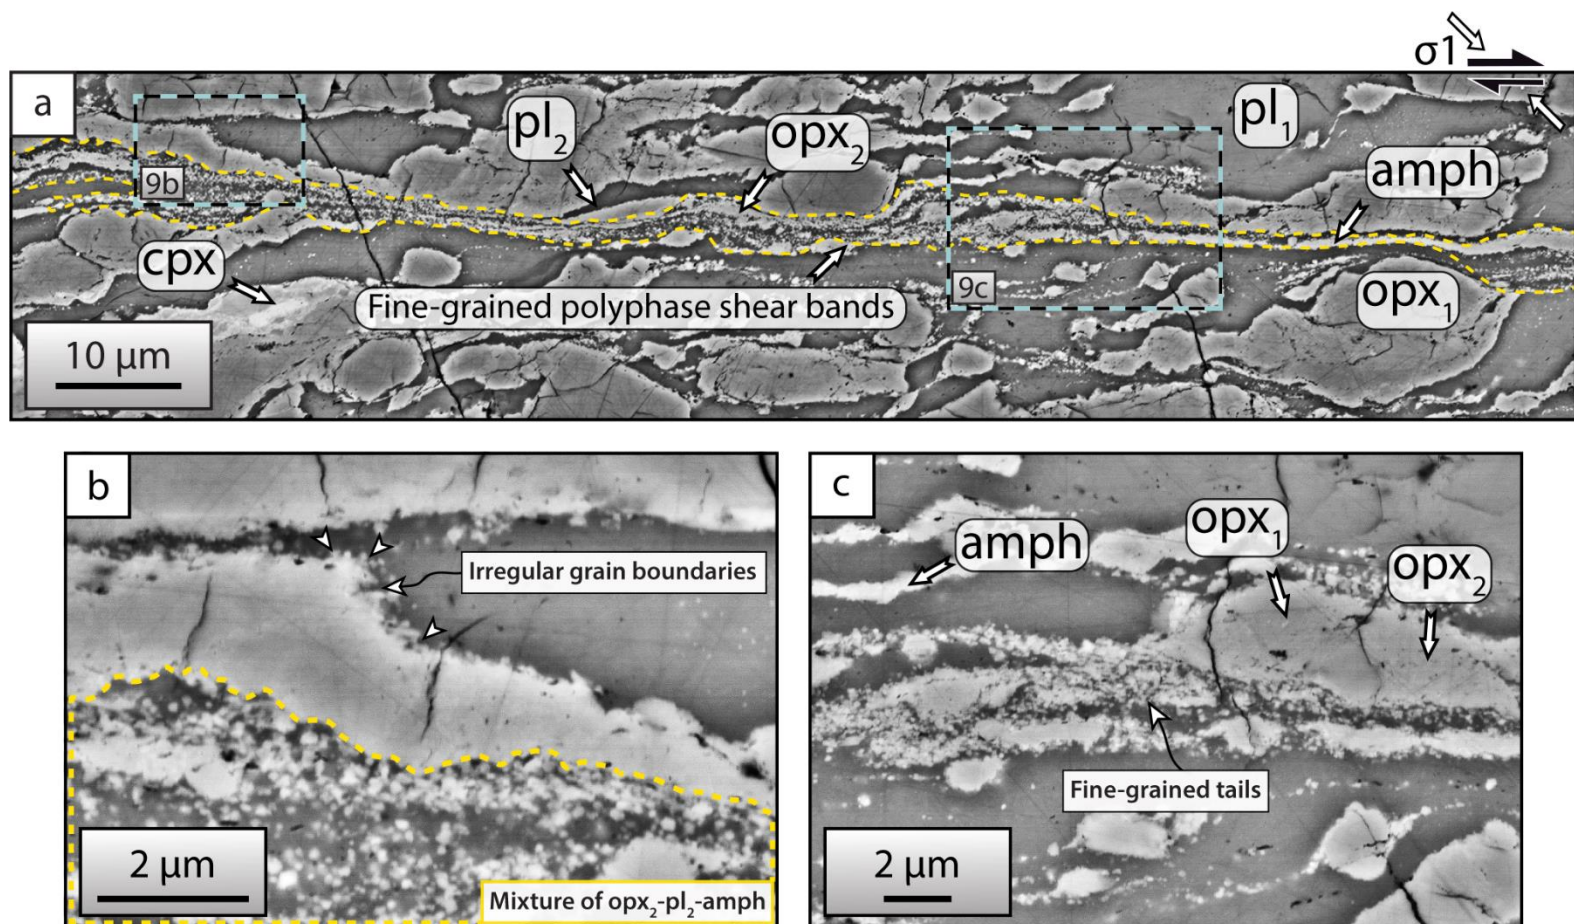 σ1
a
pl₂
opx₂
pl₁
amph
9b
cpx
9c
opx₁
Fine-grained polyphase shear bands
10 µm
b
Irregular grain boundaries
2 µm
Mixture of opx₂-pl₂-amph
c
opx₁
amph
opx₂
Fine-grained tails
2 µm